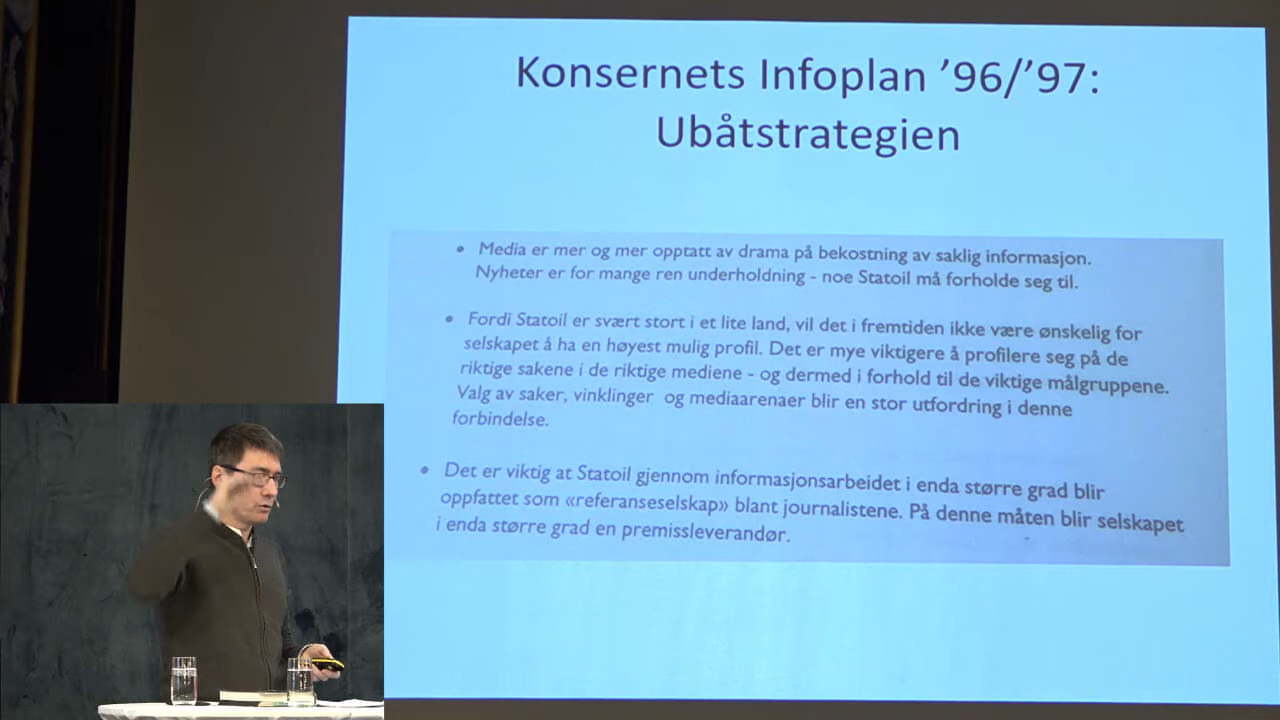 Konsernets Infoplan ’96/’97:
Ubåtstrategien
• Media er mer og mer opptatt av drama på bekostning av saklig informasjon.
Nyheter er for mange ren underholdning - noe Statoil må forholde seg til.
• Fordi Statoil er svært stort i et lite land, vil det i fremtiden ikke være ønskelig for
selskapet å ha en høyest mulig profil. Det er mye viktigere å profilere seg på de
riktige sakene i de riktige mediene - og dermed i forhold til de viktige målgruppene.
Valg av saker, vinklinger og mediaarenaer blir en stor utfordring i denne
forbindelse.
• Det er viktig at Statoil gjennom informasjonsarbeidet i enda større grad blir
oppfattet som «referanseselskap» blant journalistene. På denne måten blir selskapet
i enda større grad en premissleverandør.